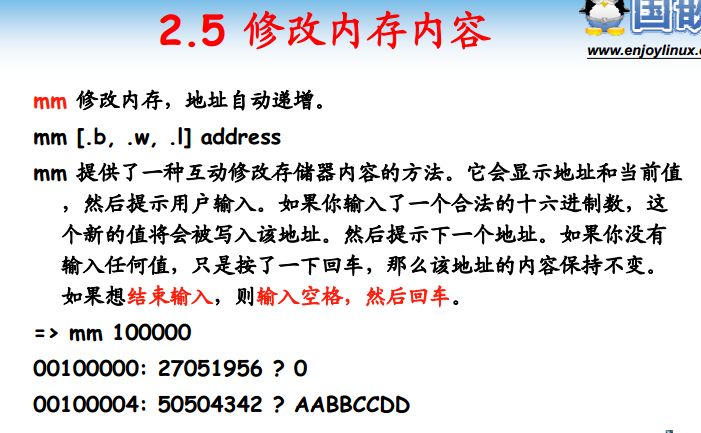 2.5 修改内存内容
国嵌
www.enjoylinux.c
mm 修改内存，地址自动递增。
mm [.b, .w, .l] address
mm 提供了一种互动修改存储器内容的方法。它会显示地址和当前值
，然后提示用户输入。如果你输入了一个合法的十六进制数，这
个新的值将会被写入该地址。然后提示下一个地址。如果你没有
输入任何值，只是按了一下回车，那么该地址的内容保持不变。
如果想结束输入，则输入空格，然后回车。
=> mm 100000
00100000: 27051956 ? 0
00100004: 50504342 ? AABBCCDD